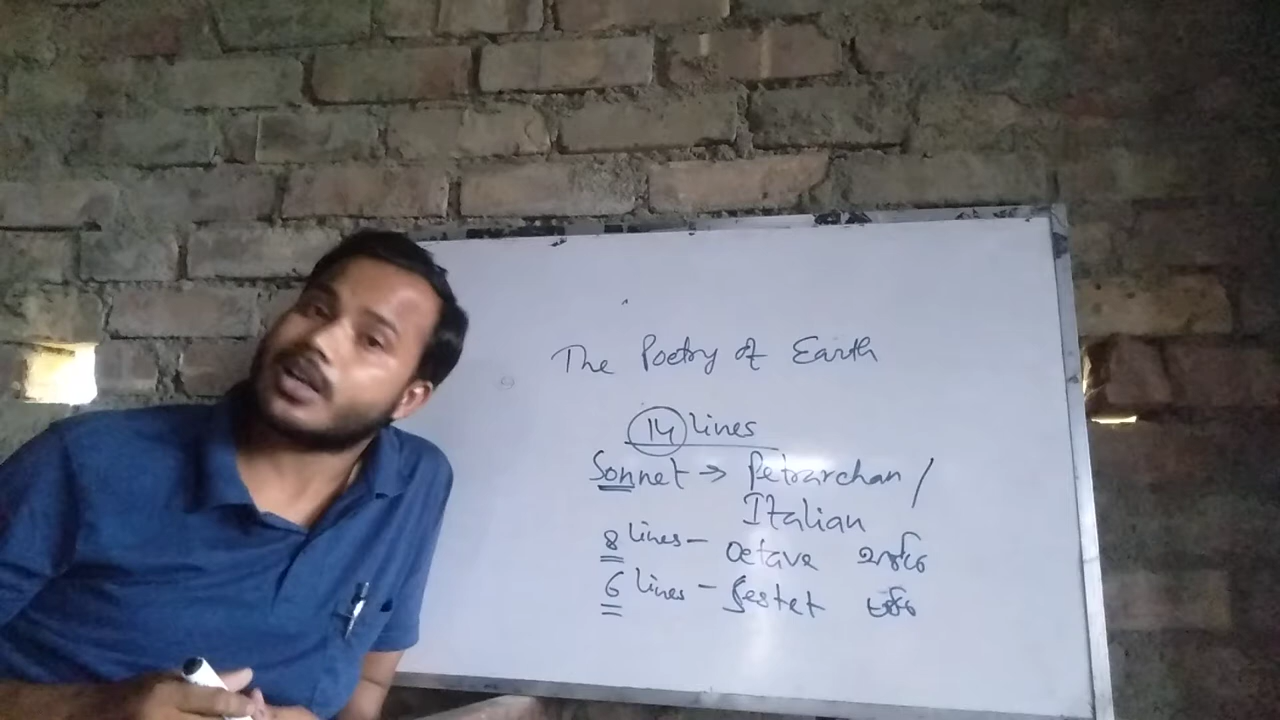 The Poetry of Earth
14 lines
Sonnet → Petrarchan /
Italian
8 lines - Octave
6 lines - Sestet